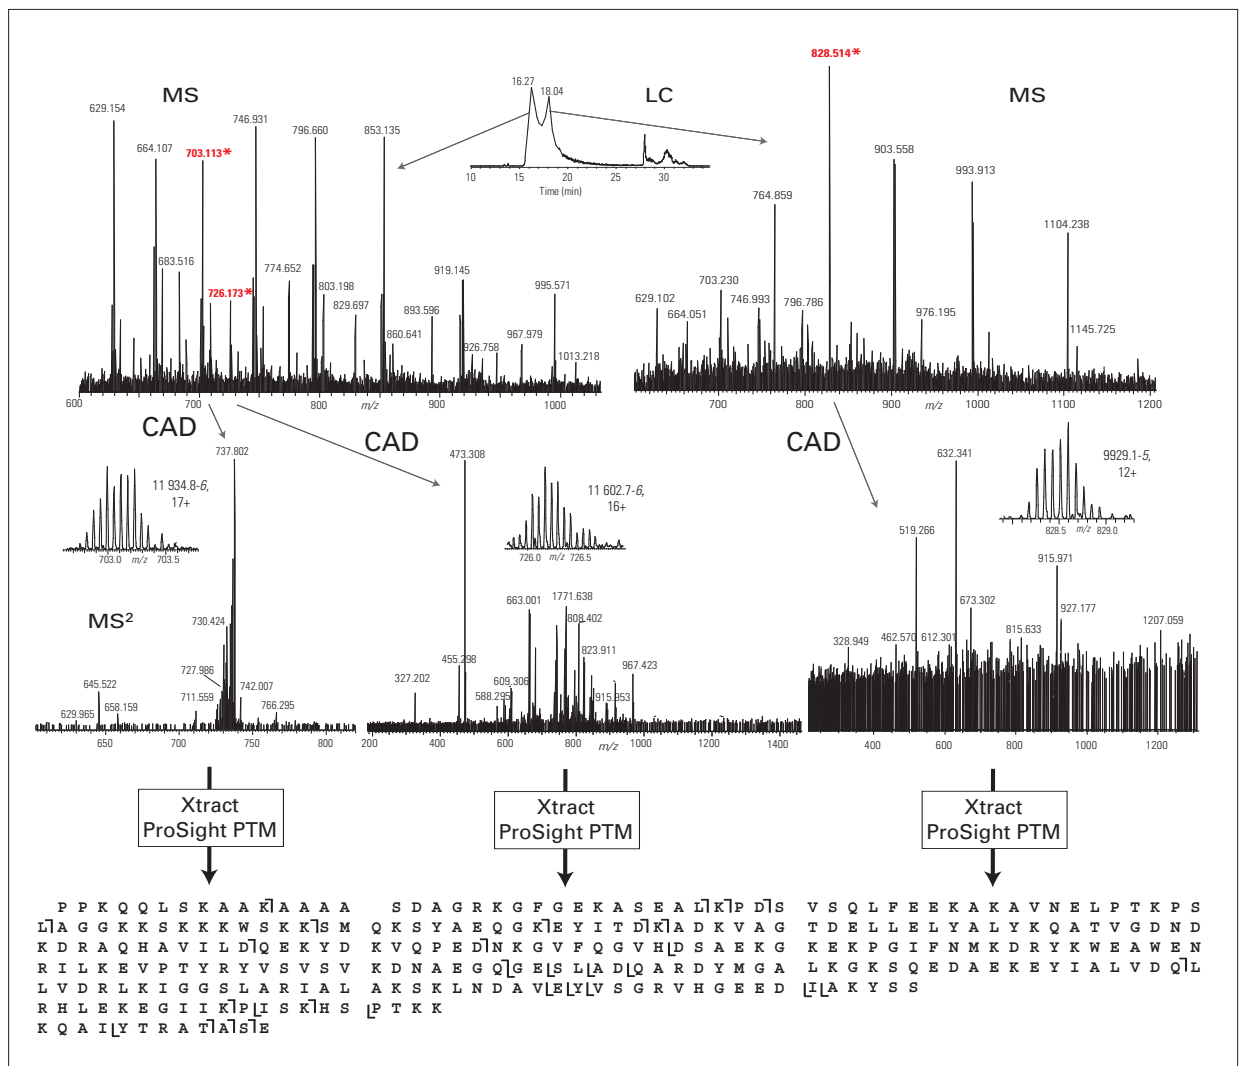 MS
LC
MS
629.154
664.107
703.113*
683.516
726.173*
746.931
774.652
796.660
803.198
829.697
853.135
860.641
893.596
919.145
926.758
967.979
995.571
1013.218
600 700 800 m/z 900 1000
16.27
18.04
10 15 20 25 30
Time (min)
828.514*
629.102
664.051
703.230
746.993
764.859
796.786
903.558
976.195
993.913
1104.238
1145.725
700 800 900 m/z 1000 1100 1200
CAD
CAD
CAD
737.802
11 934.8-6,
17+
703.0 m/z 703.5
MS²
730.424
727.986
711.559
742.007
766.295
645.522
658.159
629.965
650 700 750 800
473.308
11 602.7-6,
16+
726.0 m/z 726.5
663.001
1771.638
808.402
823.911
455.298
609.306
588.295
327.202
915.953
967.423
200 400 600 800 1000 1200 1400
m/z
632.341
9929.1-5,
12+
828.5 m/z 829.0
519.266
915.971
927.177
673.302
328.949
462.570
612.301
815.633
1207.059
400 600 800 1000 1200
Xtract
ProSight PTM
Xtract
ProSight PTM
Xtract
ProSight PTM
P P K Q Q L S K A A K A A A A
L A G G K K S K K K W S K K S M
K D R A Q H A V I L D Q E K Y D
R I L K E V P T Y R Y V S V S V
L V D R L K I G G S L A R I A L
R H L E K E G I I K P I S K H S
K Q A I Y T R A T A S E
S D A G R K G F G E K A S E A L K P D S
Q K S Y A E Q G K E Y I T D K A D K V A G
K V Q P E D N K G V F Q G V H D S A E K G
K D N A E G Q G E S L A D Q A R D Y M G A
A K S K L N D A V E Y V S G R V H G E E D
P T K K
V S Q L F E E K A K A V N E L P T K P S
T D E L L E L Y A L Y K Q A T V G D N D
K E K P G I F N M K D R Y K W E A W E N
L K G K S Q E D A E K E Y I A L V D Q L
I A K Y S S